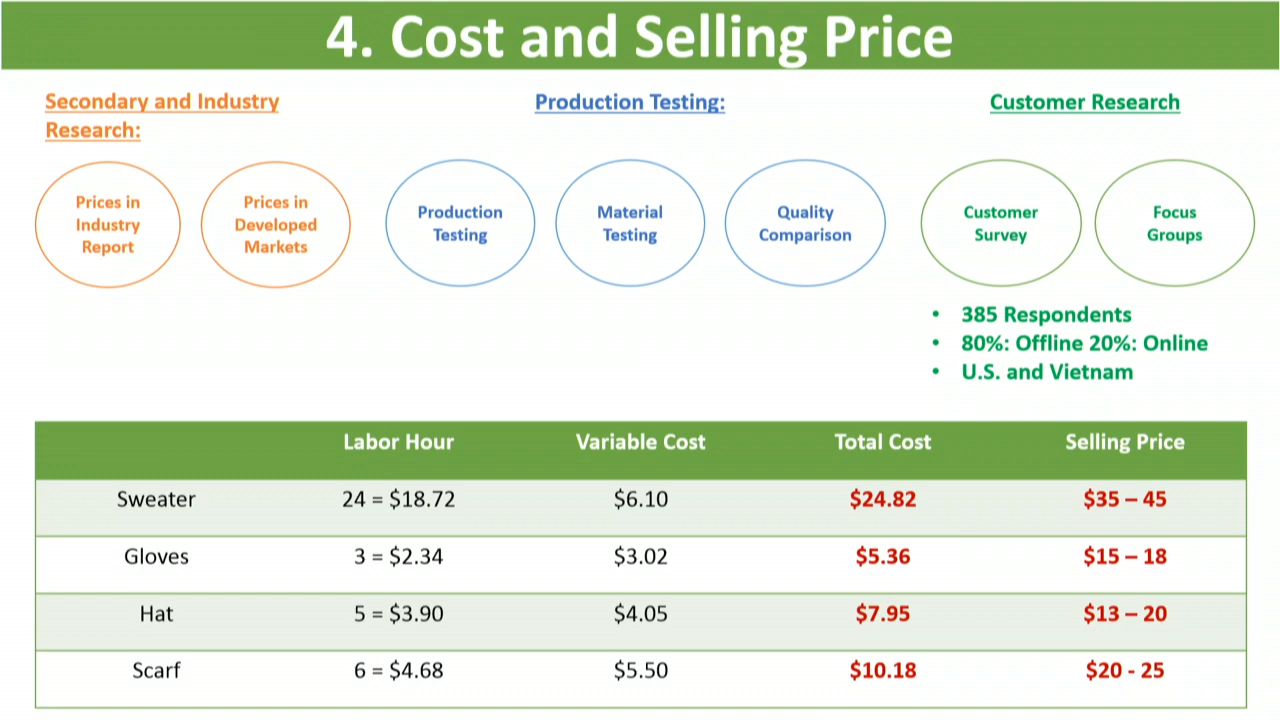 4. Cost and Selling Price
Secondary and Industry
Research:
Production Testing:
Customer Research
Prices in
Industry
Report
Prices in
Developed
Markets
Production
Testing
Material
Testing
Quality
Comparison
Customer
Survey
Focus
Groups
• 385 Respondents
• 80%: Offline 20%: Online
• U.S. and Vietnam
Labor Hour Variable Cost Total Cost Selling Price
Sweater 24 = $18.72 $6.10 $24.82 $35 – 45
Gloves 3 = $2.34 $3.02 $5.36 $15 – 18
Hat 5 = $3.90 $4.05 $7.95 $13 – 20
Scarf 6 = $4.68 $5.50 $10.18 $20 - 25